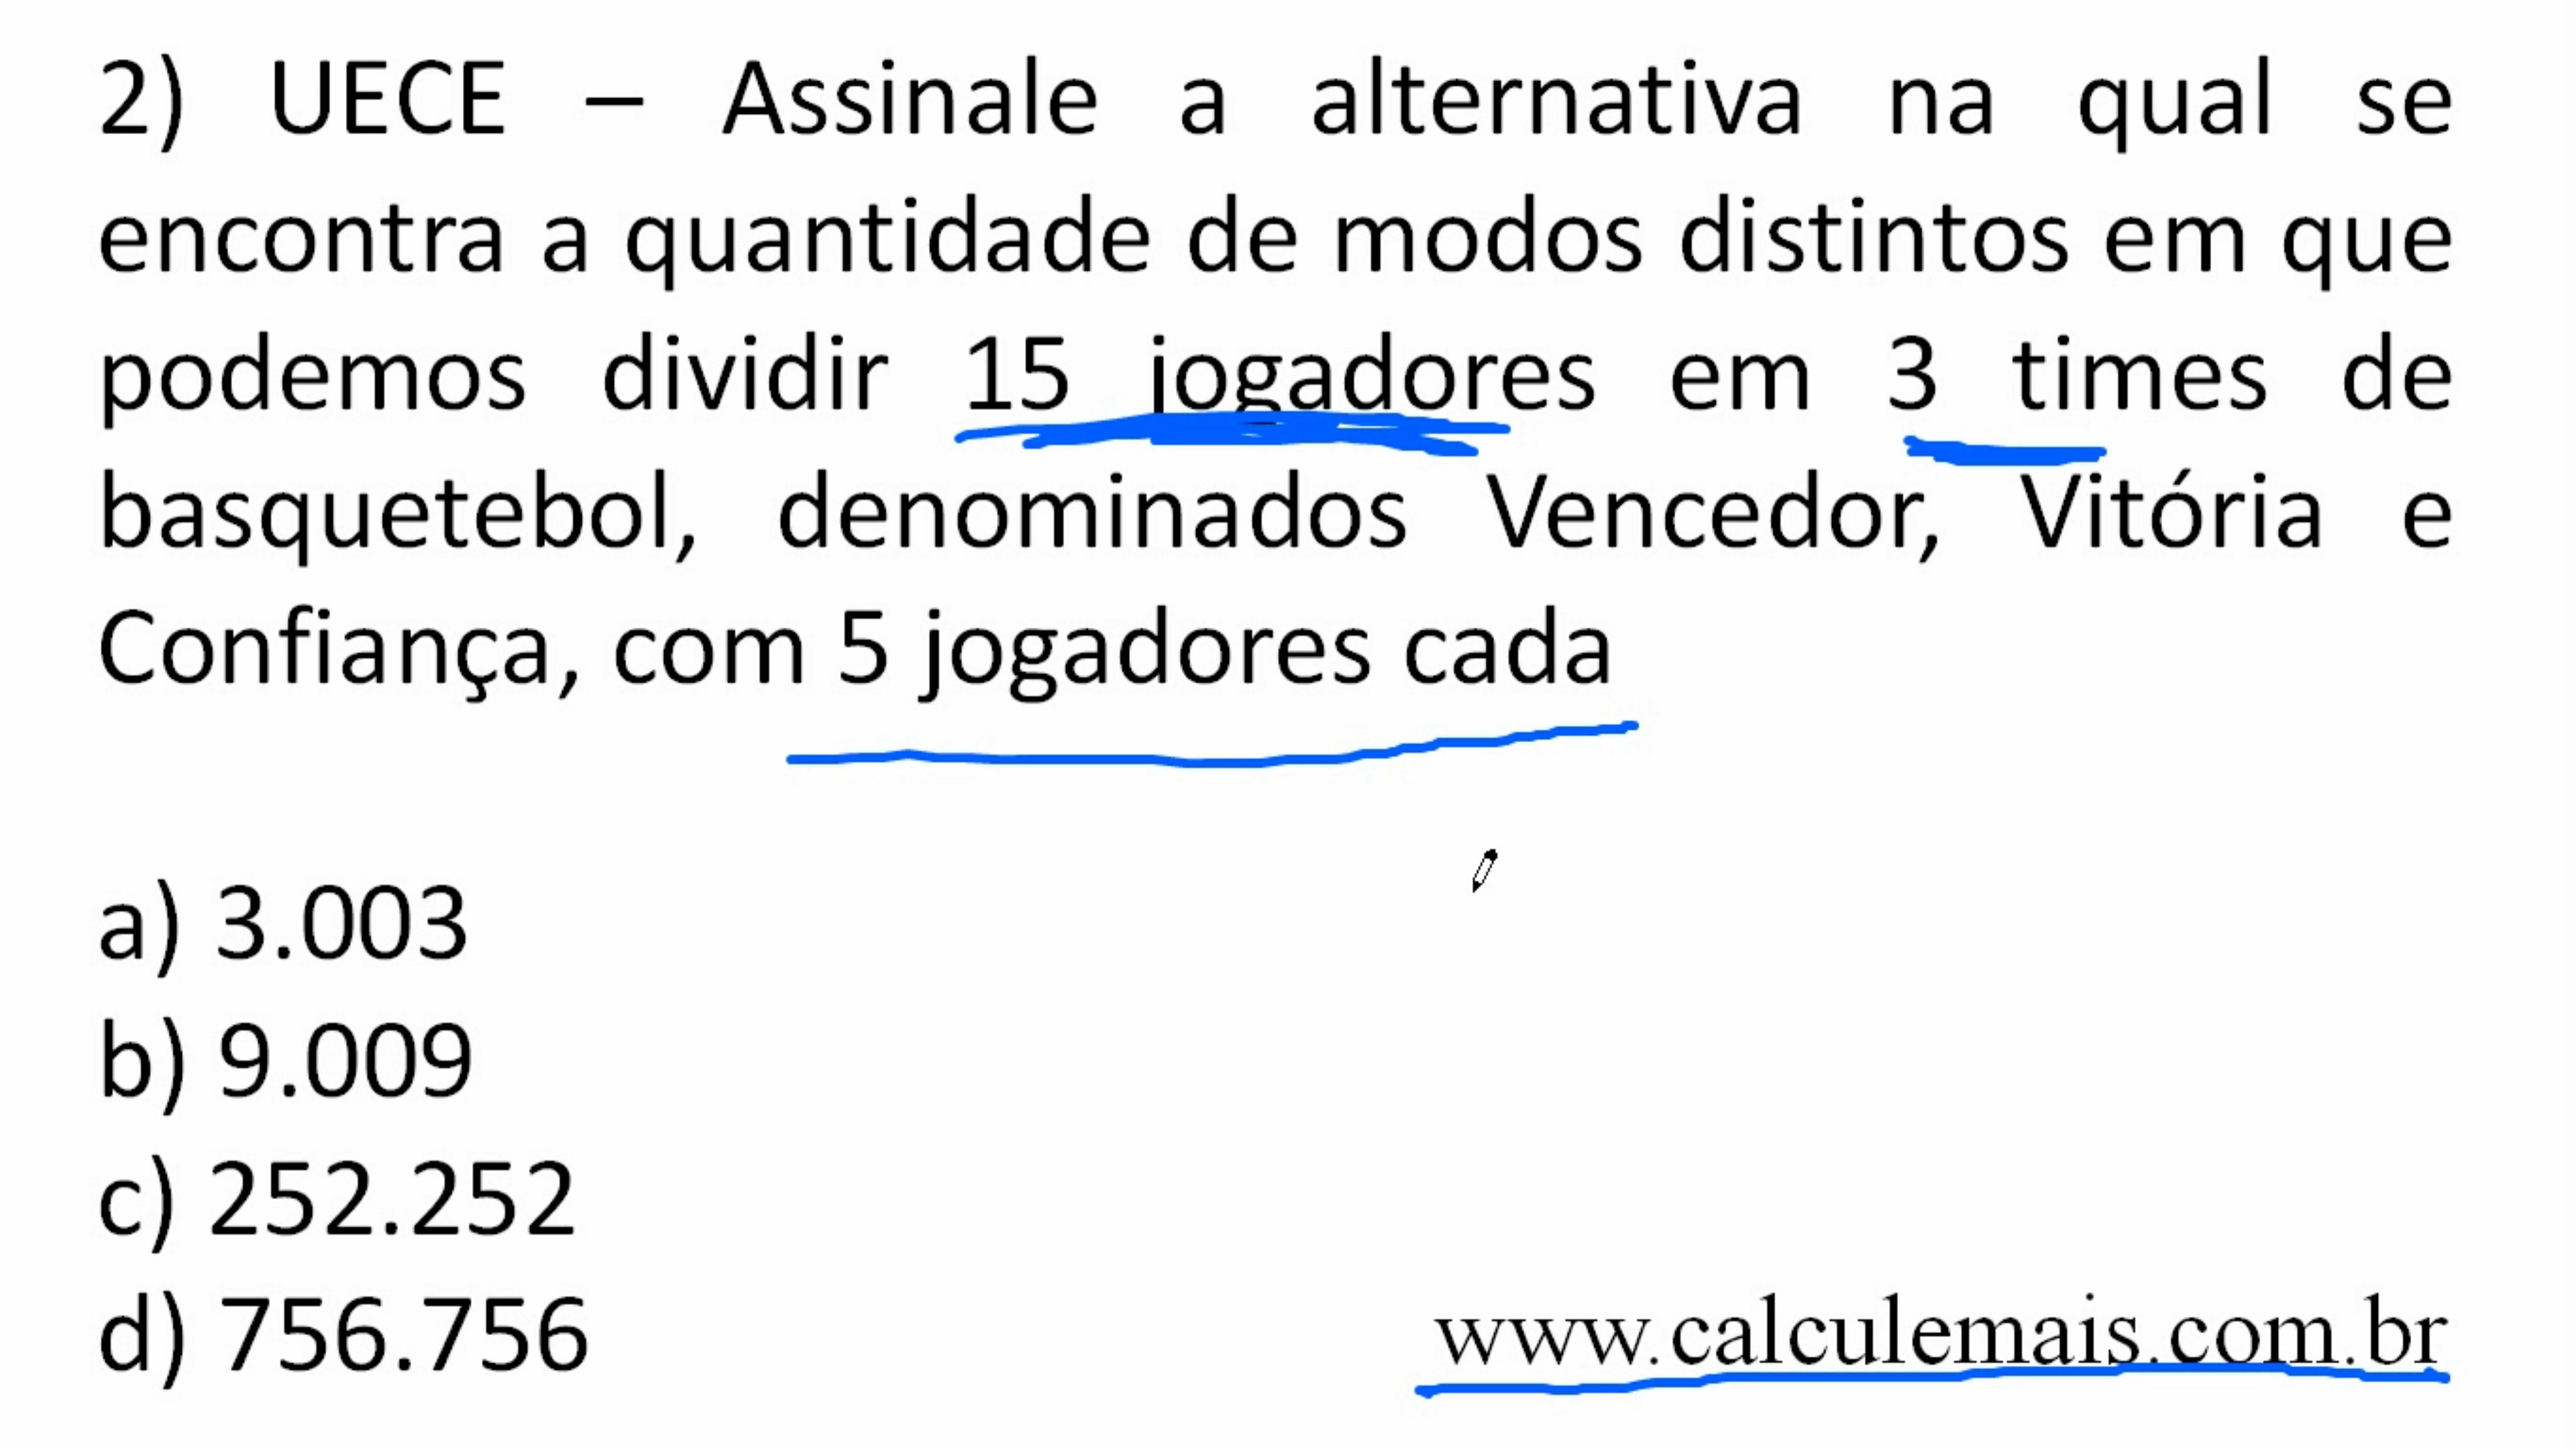 2) UECE – Assinale a alternativa na qual se
encontra a quantidade de modos distintos em que
podemos dividir 15 jogadores em 3 times de
basquetebol, denominados Vencedor, Vitória e
Confiança, com 5 jogadores cada
a) 3.003
b) 9.009
c) 252.252
d) 756.756
www.calculemais.com.br